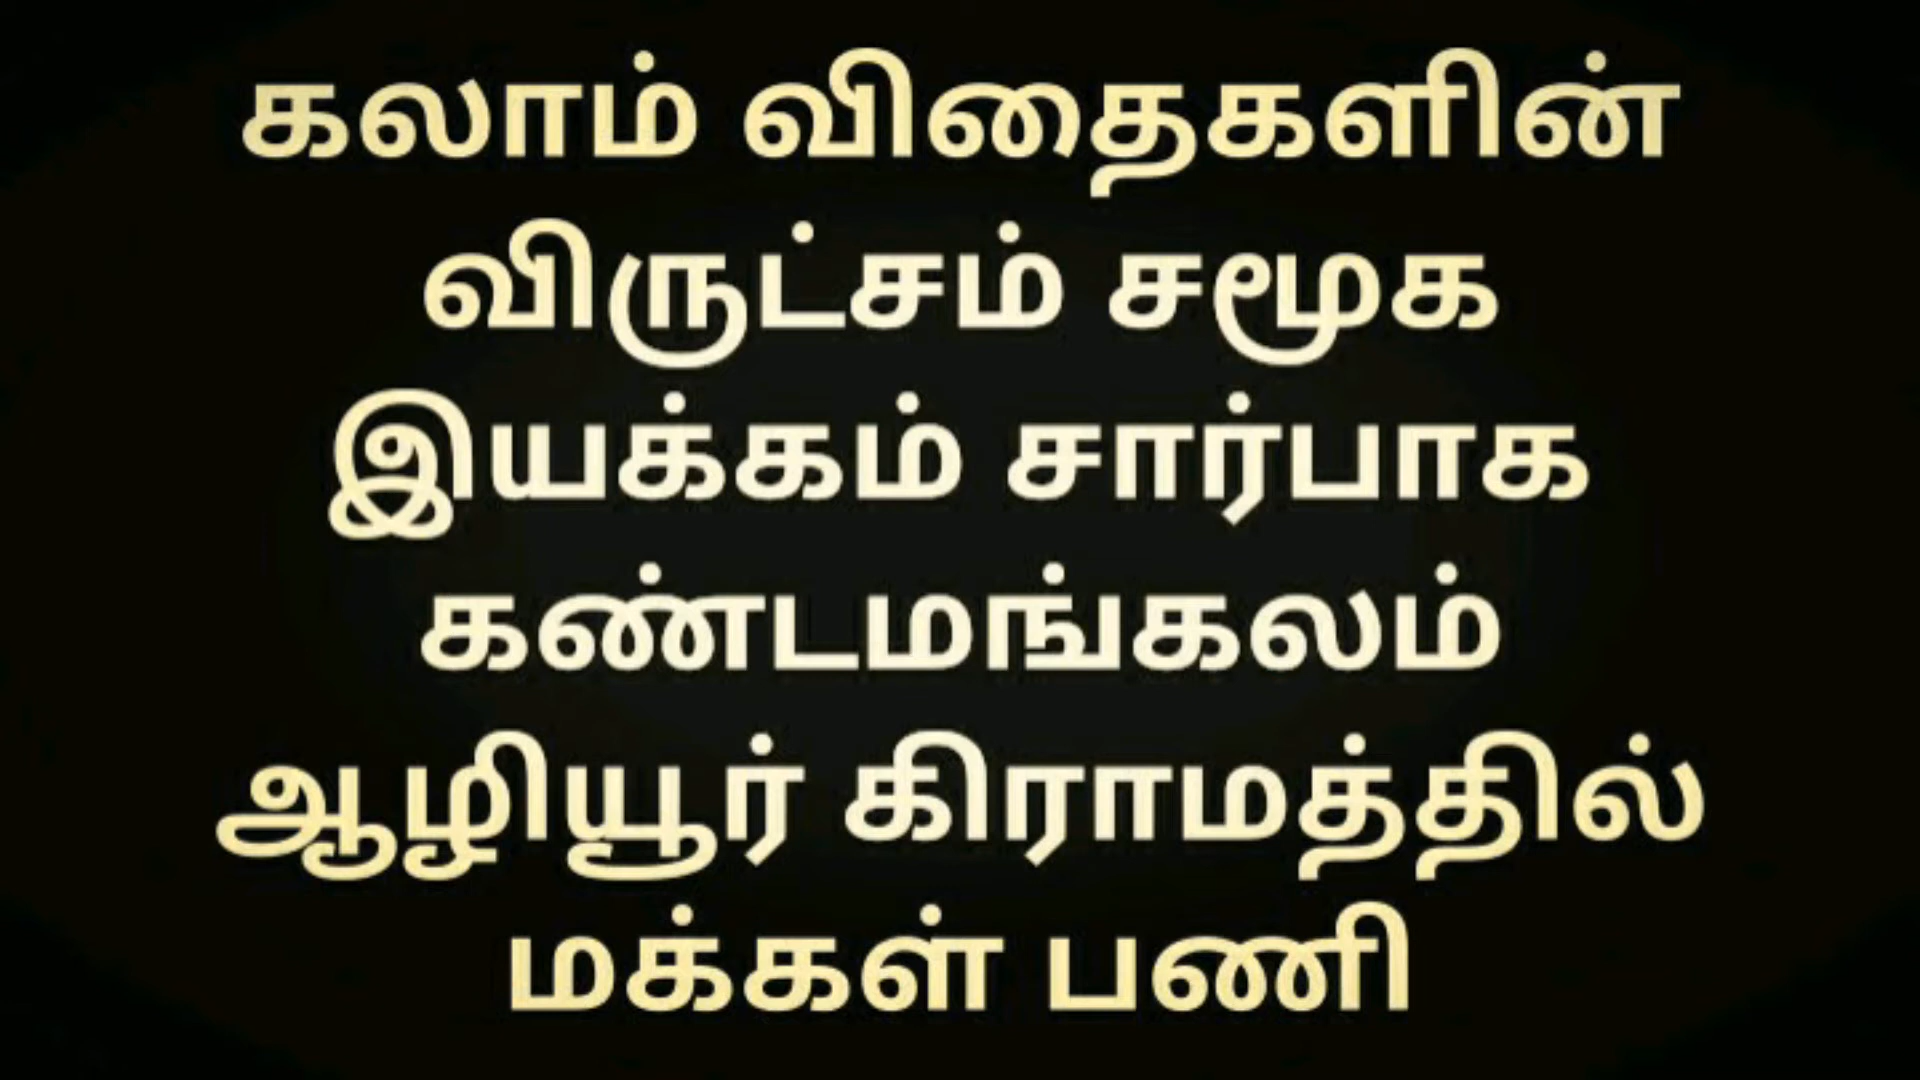 கலாம் விதைகளின்
விருட்சம் சமூக
இயக்கம் சார்பாக
கண்டமங்கலம்
ஆழியூர் கிராமத்தில்
மக்கள் பணி